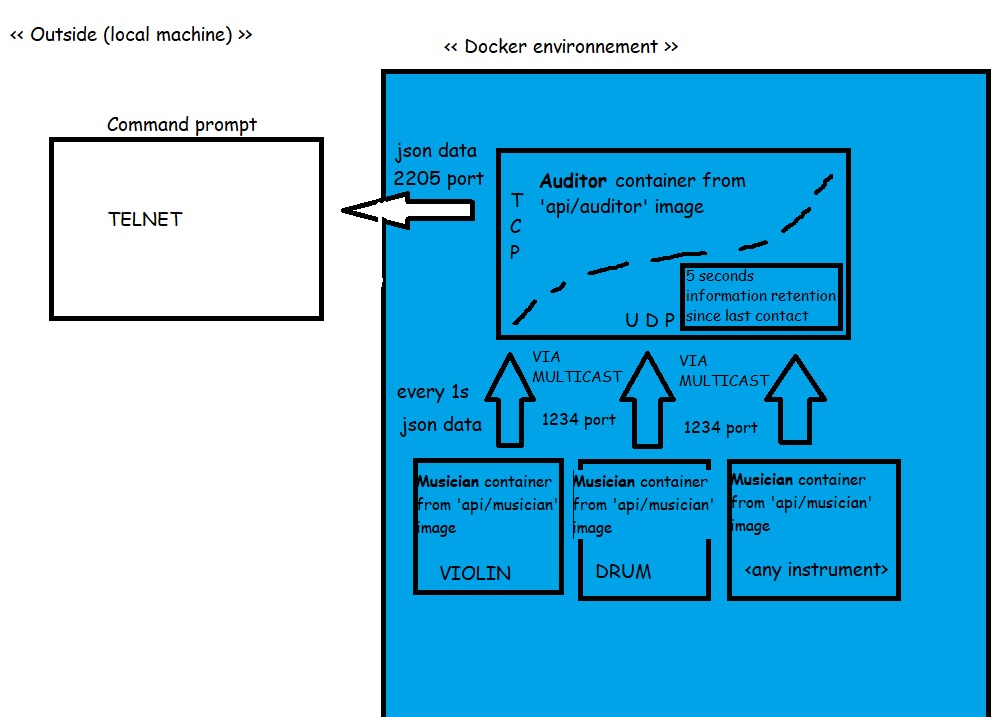 << Outside (local machine) >>
<< Docker environnement >>
Command prompt
TELNET
json data
2205 port
Auditor container from
'api/auditor' image
T
C
P
5 seconds
information retention
since last contact
U D P
VIA
MULTICAST
VIA
MULTICAST
every 1s
json data
1234 port
1234 port
Musician container
from 'api/musician'
image
VIOLIN
Musician container
from 'api/musician'
image
DRUM
Musician container
from 'api/musician'
image
<any instrument>